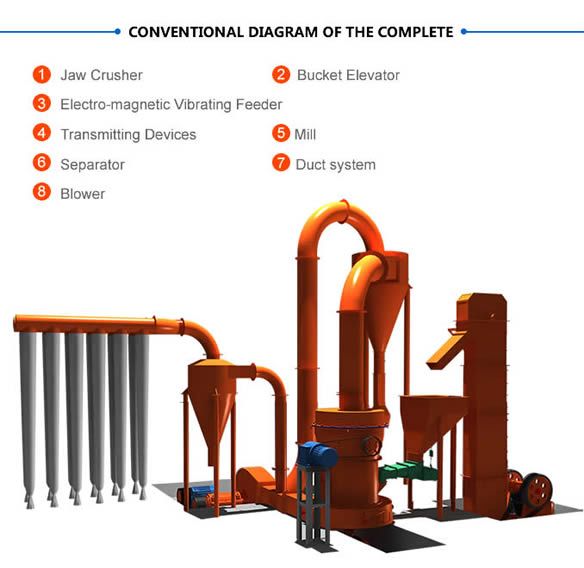 CONVENTIONAL DIAGRAM OF THE COMPLETE
1 Jaw Crusher
2 Bucket Elevator
3 Electro-magnetic Vibrating Feeder
4 Transmitting Devices
5 Mill
6 Separator
7 Duct system
8 Blower